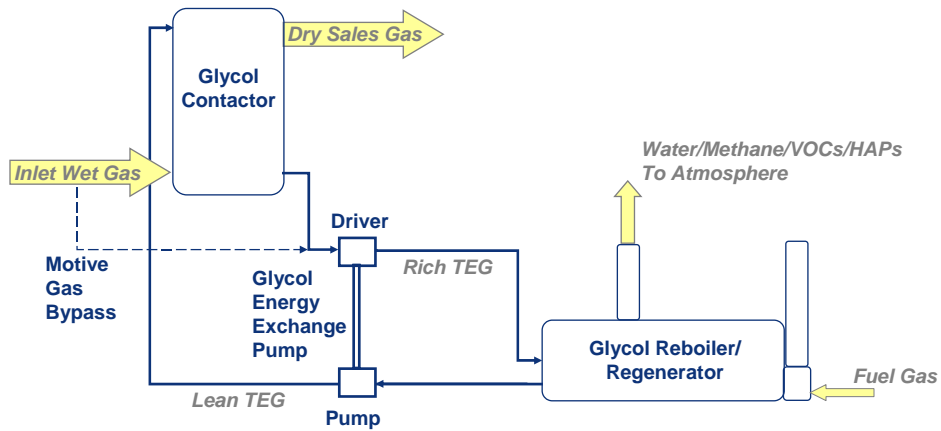 Dry Sales Gas
Glycol
Contactor
Inlet Wet Gas
Water/Methane/VOCs/HAPs
To Atmosphere
Driver
Rich TEG
Motive
Gas
Bypass
Glycol
Energy
Exchange
Pump
Glycol Reboiler/
Regenerator
Fuel Gas
Lean TEG
Pump